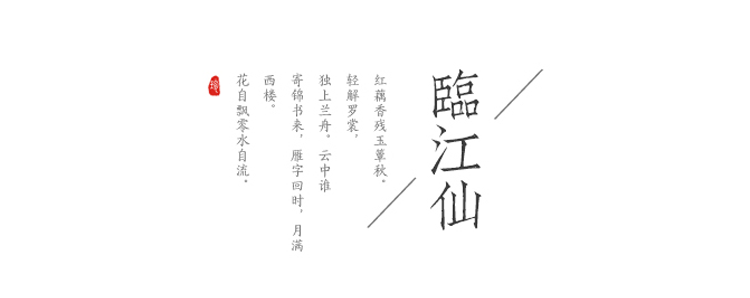 臨江仙
红藕香残玉簟秋。
轻解罗裳，
独上兰舟。云中谁
寄锦书来，雁字回时，月满
西楼。
花自飘零水自流。